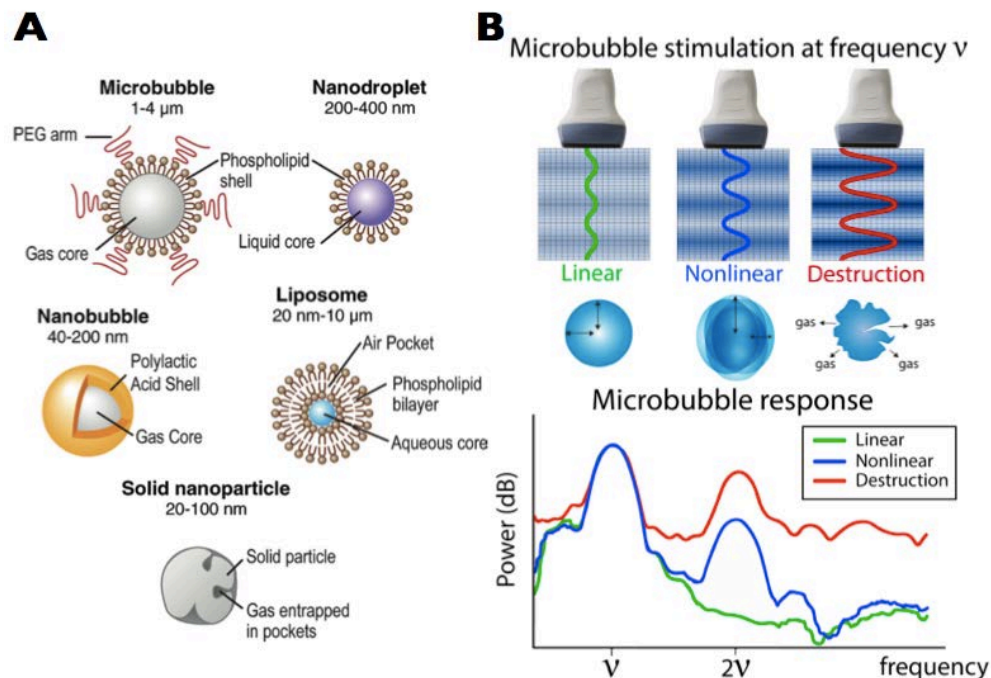 A
Microbubble
1-4 μm
PEG arm
Phospholipid
shell
Gas core
Nanodroplet
200-400 nm
Liquid core
Nanobubble
40-200 nm
Polylactic
Acid Shell
Gas Core
Liposome
20 nm-10 μm
Air Pocket
Phospholipid
bilayer
Aqueous core
Solid nanoparticle
20-100 nm
Solid particle
Gas entrapped
in pockets
B
Microbubble stimulation at frequency ν
Linear
Nonlinear
Destruction
gas
gas
gas
gas
Microbubble response
Linear
Nonlinear
Destruction
Power (dB)
ν
2ν
frequency